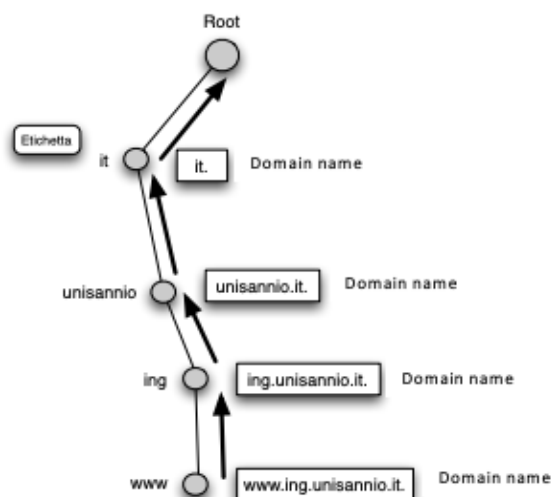 Root
Etichetta
it
it.
Domain name
unisannio
unisannio.it.
Domain name
ing
ing.unisannio.it.
Domain name
www
www.ing.unisannio.it.
Domain name